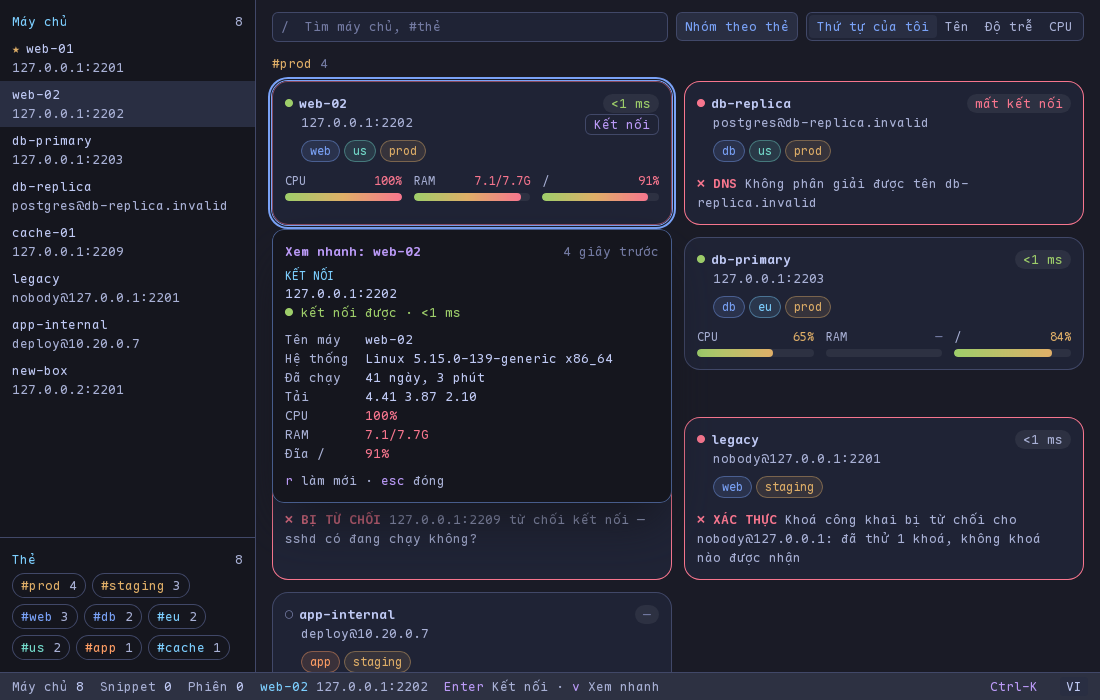 Máy chủ 8
★ web-01
127.0.0.1:2201
web-02
127.0.0.1:2202
db-primary
127.0.0.1:2203
db-replica
postgres@db-replica.invalid
cache-01
127.0.0.1:2209
legacy
nobody@127.0.0.1:2201
app-internal
deploy@10.20.0.7
new-box
127.0.0.2:2201
Thẻ 8
#prod 4 #staging 3
#web 3 #db 2 #eu 2
#us 2 #app 1 #cache 1
/ Tìm máy chủ, #thẻ Nhóm theo thẻ Thứ tự của tôi Tên Độ trễ CPU
#prod 4
web-02 <1 ms
127.0.0.1:2202 Kết nối
web us prod
CPU 100% RAM 7.1/7.7G / 91%
db-replica mất kết nối
postgres@db-replica.invalid
db us prod
× DNS Không phân giải được tên db-
replica.invalid
Xem nhanh: web-02 4 giây trước
KẾT NỐI
127.0.0.1:2202
kết nối được · <1 ms
Tên máy web-02
Hệ thống Linux 5.15.0-139-generic x86_64
Đã chạy 41 ngày, 3 phút
Tải 4.41 3.87 2.10
CPU 100%
RAM 7.1/7.7G
Đĩa / 91%
r làm mới · esc đóng
db-primary <1 ms
127.0.0.1:2203
db eu prod
CPU 65% RAM — / 84%
× BỊ TỪ CHỐI 127.0.0.1:2209 từ chối kết nối —
sshd có đang chạy không?
legacy <1 ms
nobody@127.0.0.1:2201
web staging
× XÁC THỰC Khoá công khai bị từ chối cho
nobody@127.0.0.1: đã thử 1 khoá, không khoá
nào được nhận
app-internal —
deploy@10.20.0.7
app staging
Máy chủ 8 Snippet 0 Phiên 0 web-02 127.0.0.1:2202 Enter Kết nối · v Xem nhanh Ctrl-K VI